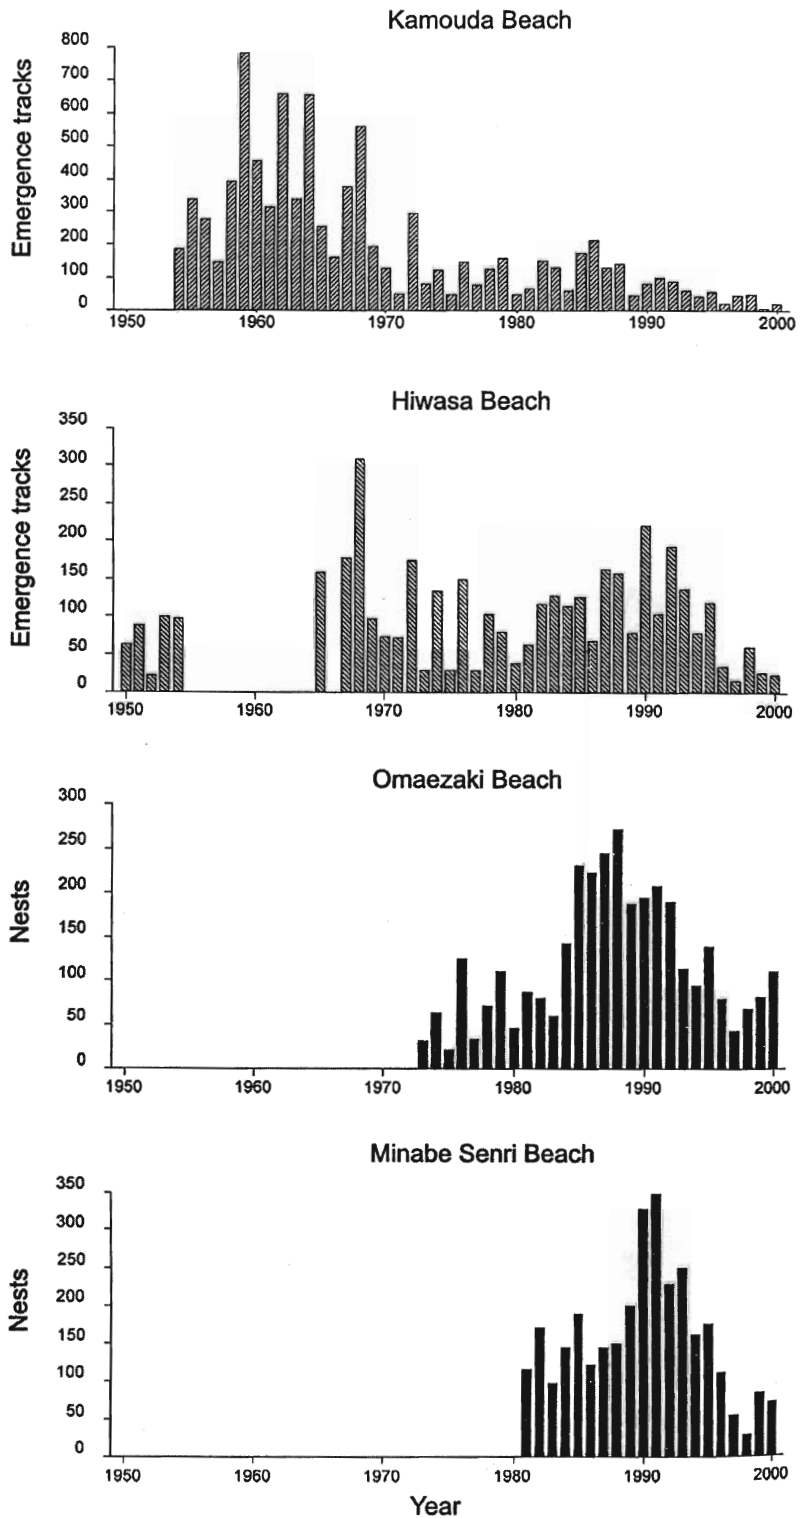 Kamouda Beach
Emergence tracks
800
700
600
500
400
300
200
100
0
1950 1960 1970 1980 1990 2000
Hiwasa Beach
Emergence tracks
350
300
250
200
150
100
50
0
1950 1960 1970 1980 1990 2000
Omaezaki Beach
Nests
300
250
200
150
100
50
0
1950 1960 1970 1980 1990 2000
Minabe Senri Beach
Nests
350
300
250
200
150
100
50
0
1950 1960 1970 1980 1990 2000
Year